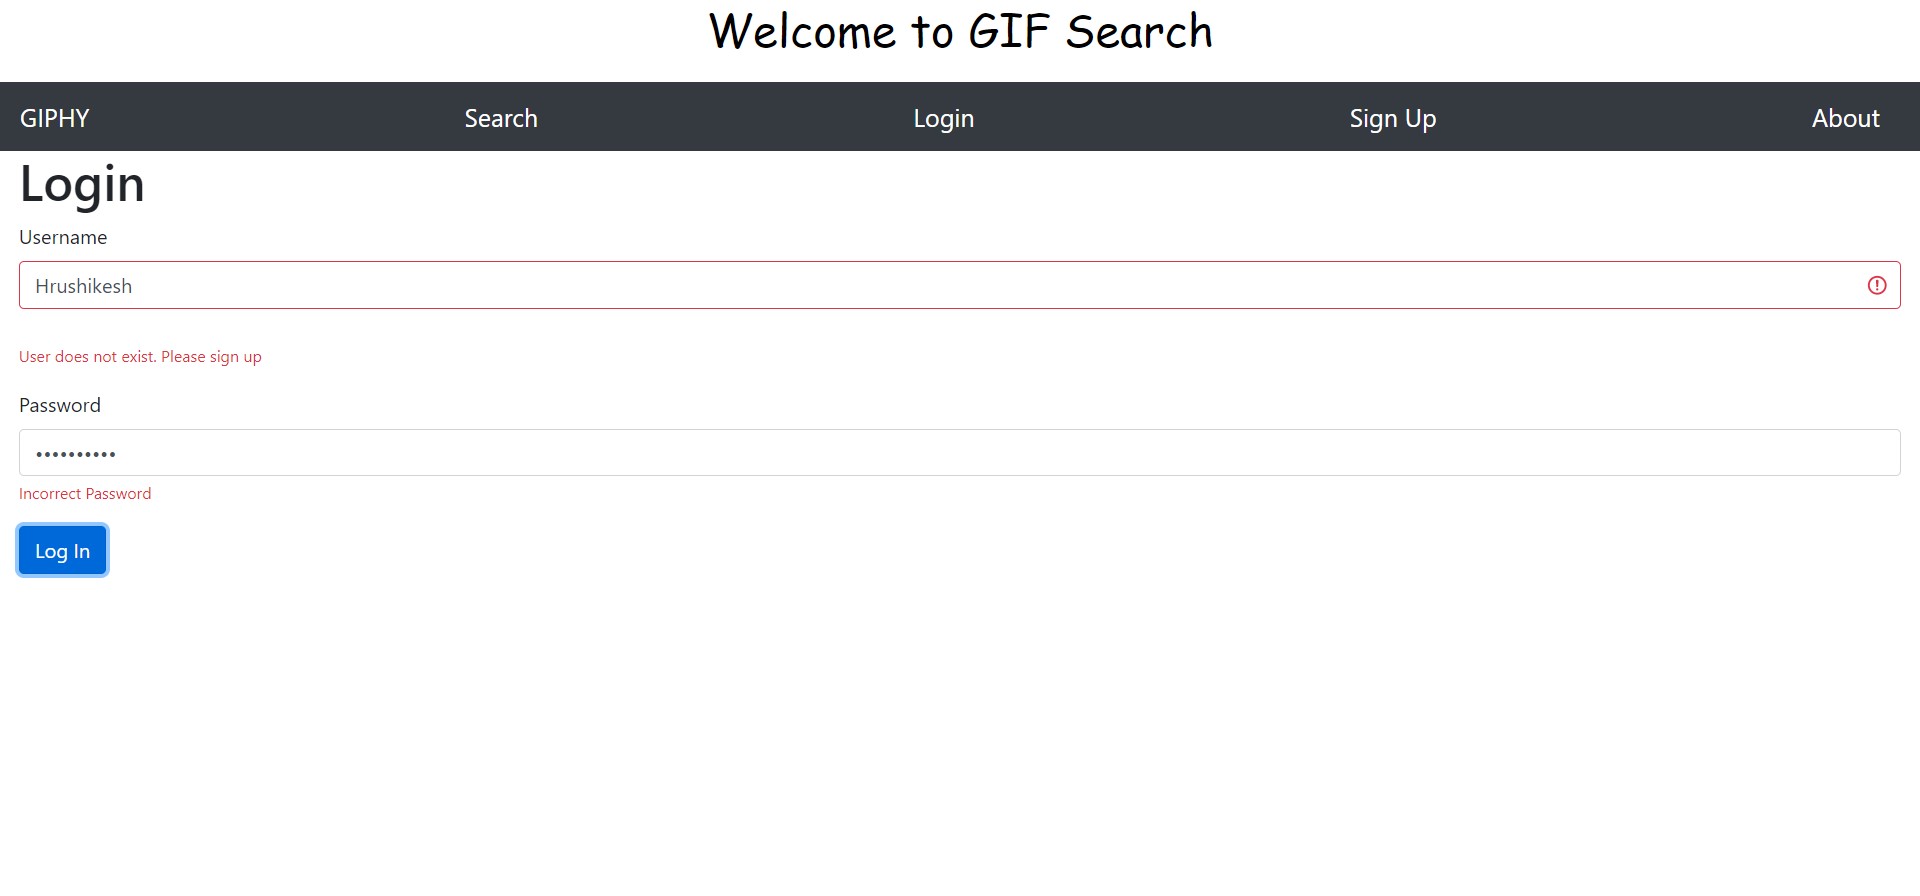 Welcome to GIF Search
GIPHY Search Login Sign Up About
Login
Username
Hrushikesh
User does not exist. Please sign up
Password
••••••••••
Incorrect Password
Log In